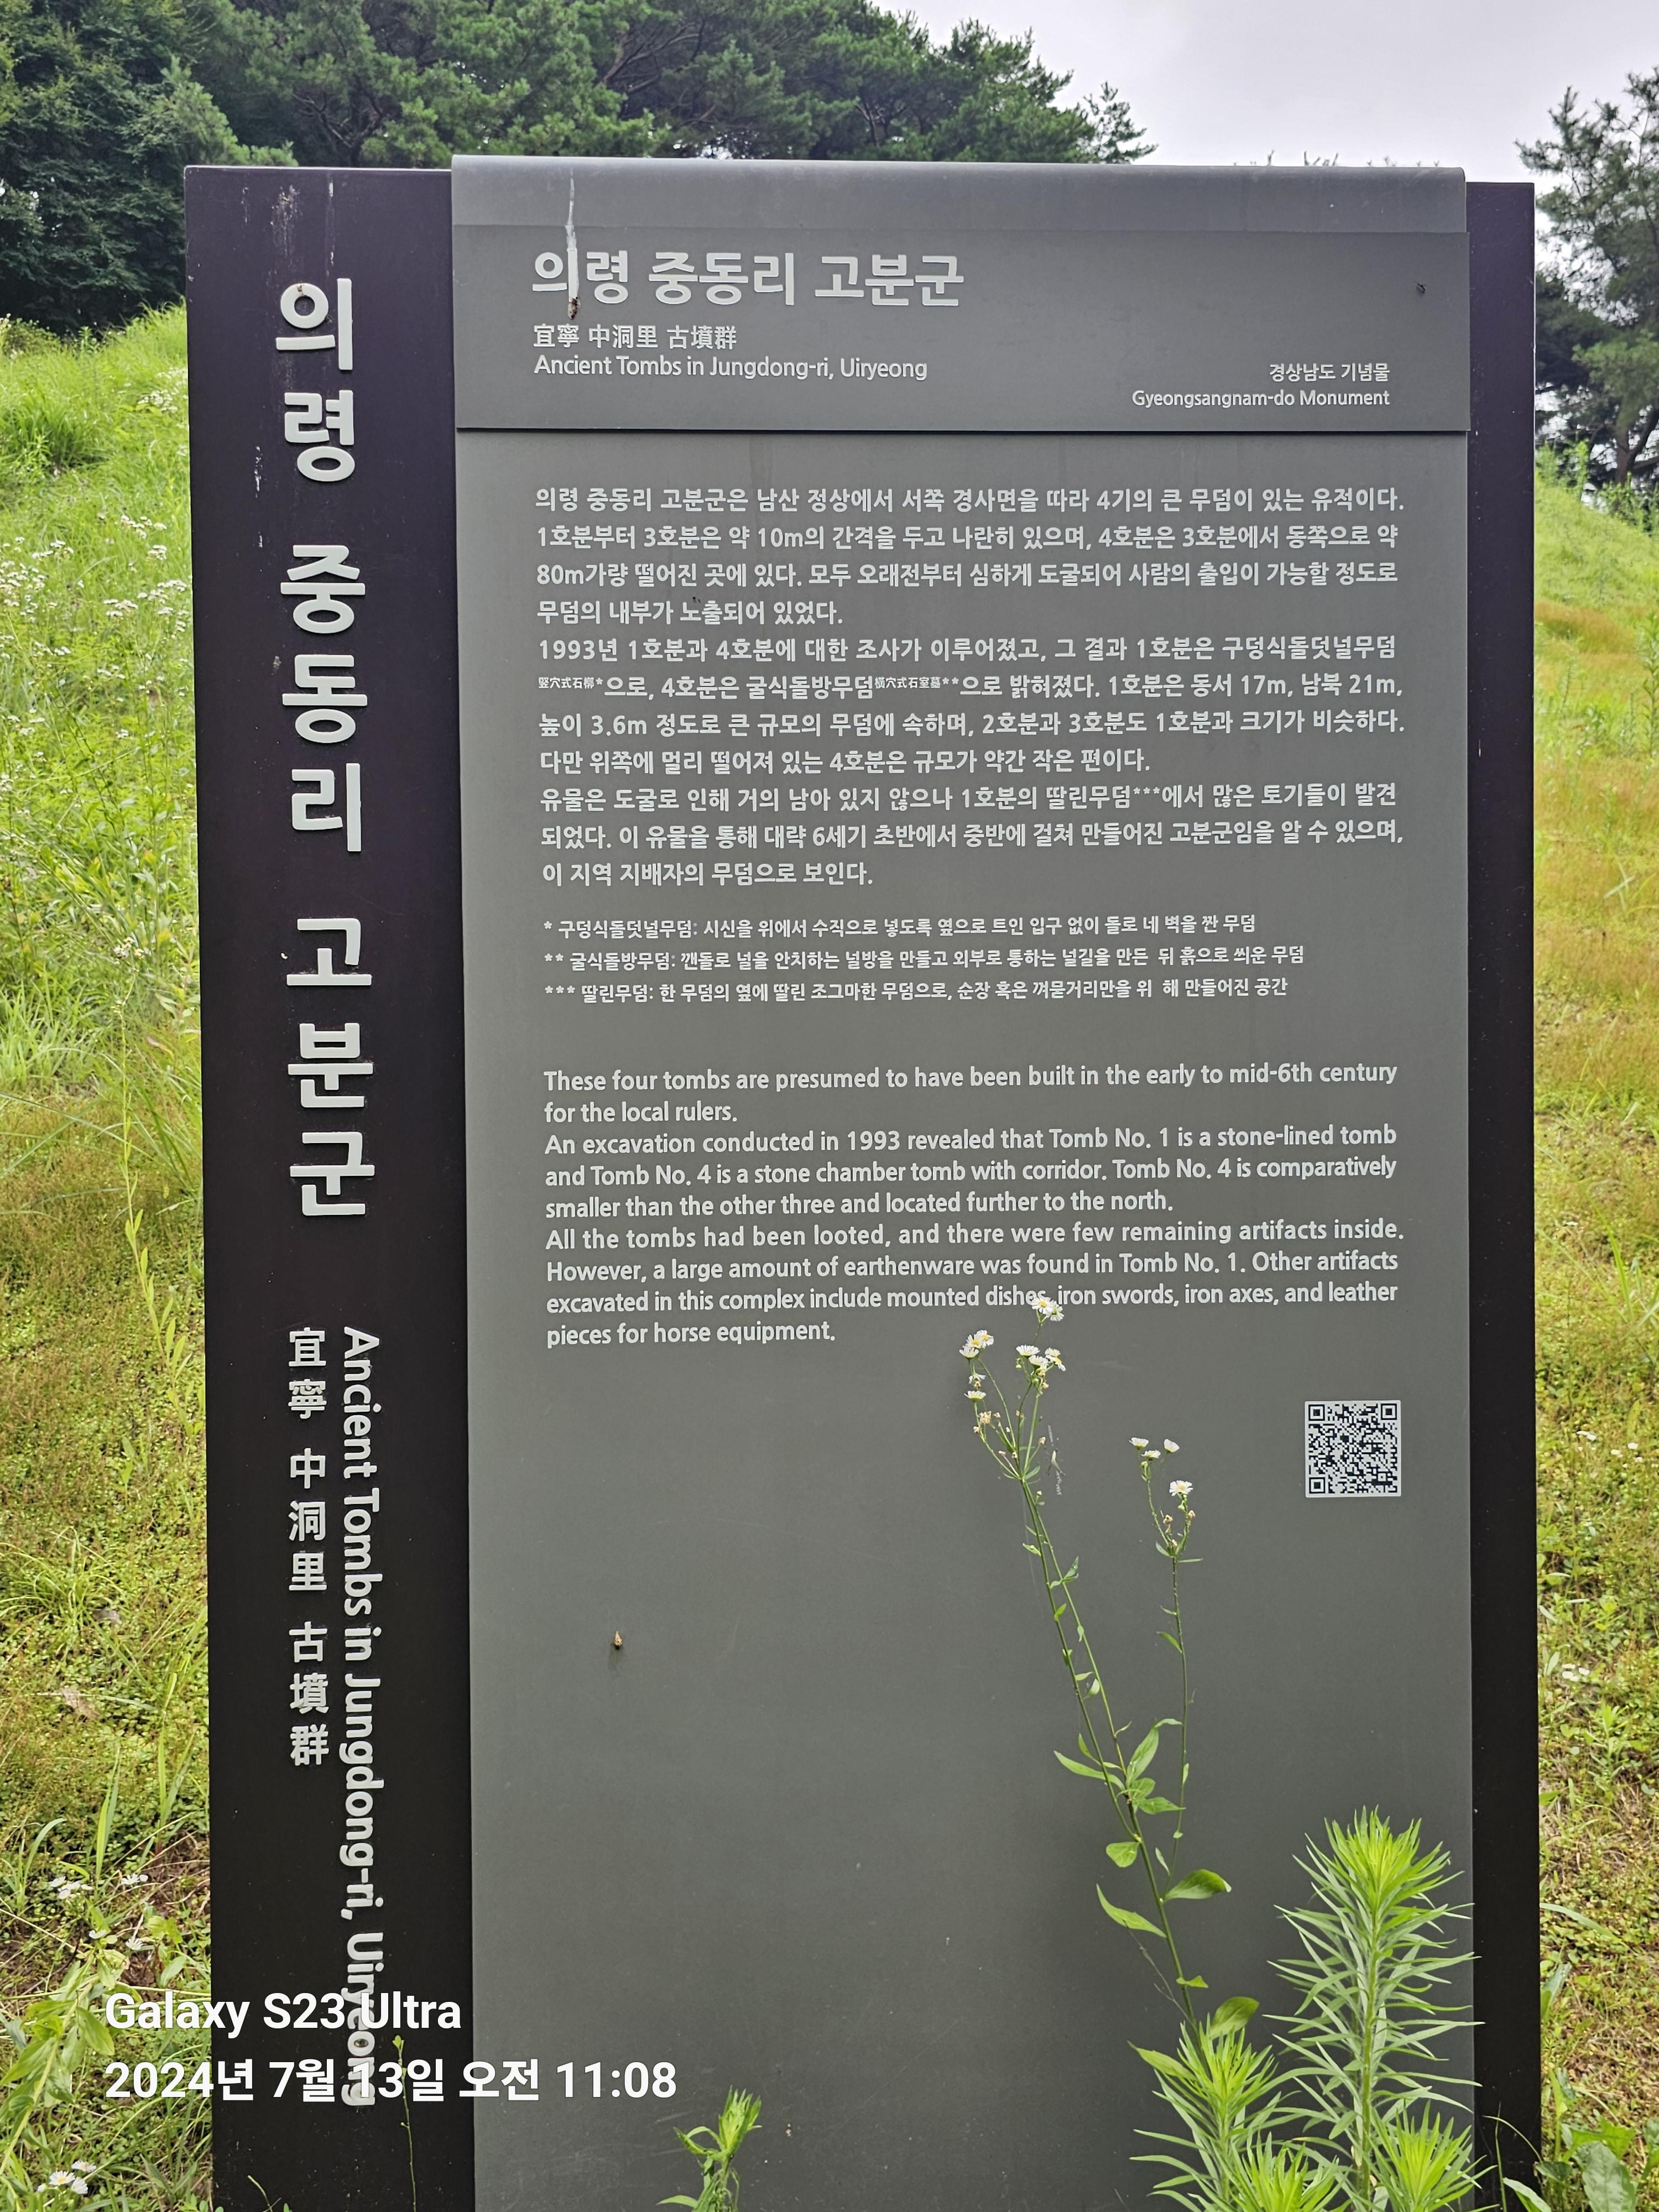 의령 중동리 고분군
宜寧 中洞里 古墳群
Ancient Tombs in Jungdong-ri, Uiryeong
의령 중동리 고분군
宜寧 中洞里 古墳群
Ancient Tombs in Jungdong-ri, Uiryeong
경상남도 기념물
Gyeongsangnam-do Monument
의령 중동리 고분군은 남산 정상에서 서쪽 경사면을 따라 4기의 큰 무덤이 있는 유적이다.
1호분부터 3호분은 약 10m의 간격을 두고 나란히 있으며, 4호분은 3호분에서 동쪽으로 약
80m가량 떨어진 곳에 있다. 모두 오래전부터 심하게 도굴되어 사람의 출입이 가능할 정도로
무덤의 내부가 노출되어 있었다.
1993년 1호분과 4호분에 대한 조사가 이루어졌고, 그 결과 1호분은 구덩식돌덧널무덤
竪穴式石槨*으로, 4호분은 굴식돌방무덤橫穴式石室墓**으로 밝혀졌다. 1호분은 동서 17m, 남북 21m,
높이 3.6m 정도로 큰 규모의 무덤에 속하며, 2호분과 3호분도 1호분과 크기가 비슷하다.
다만 위쪽에 멀리 떨어져 있는 4호분은 규모가 약간 작은 편이다.
유물은 도굴로 인해 거의 남아 있지 않으나 1호분의 딸린무덤***에서 많은 토기들이 발견
되었다. 이 유물을 통해 대략 6세기 초반에서 중반에 걸쳐 만들어진 고분군임을 알 수 있으며,
이 지역 지배자의 무덤으로 보인다.
* 구덩식돌덧널무덤: 시신을 위에서 수직으로 넣도록 옆으로 트인 입구 없이 돌로 네 벽을 짠 무덤
** 굴식돌방무덤: 깬돌로 널을 안치하는 널방을 만들고 외부로 통하는 널길을 만든 뒤 흙으로 씌운 무덤
*** 딸린무덤: 한 무덤의 옆에 딸린 조그마한 무덤으로, 순장 혹은 껴묻거리만을 위 해 만들어진 공간
These four tombs are presumed to have been built in the early to mid-6th century
for the local rulers.
An excavation conducted in 1993 revealed that Tomb No. 1 is a stone-lined tomb
and Tomb No. 4 is a stone chamber tomb with corridor. Tomb No. 4 is comparatively
smaller than the other three and located further to the north.
All the tombs had been looted, and there were few remaining artifacts inside.
However, a large amount of earthenware was found in Tomb No. 1. Other artifacts
excavated in this complex include mounted dishes, iron swords, iron axes, and leather
pieces for horse equipment.
Galaxy S23 Ultra
2024년 7월 13일 오전 11:08